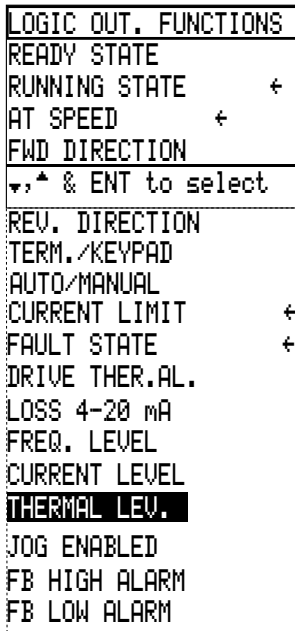 LOGIC OUT. FUNCTIONS
READY STATE
RUNNING STATE ←
AT SPEED ←
FWD DIRECTION
▼,▲ & ENT to select
REV. DIRECTION
TERM./KEYPAD
AUTO/MANUAL
CURRENT LIMIT ←
FAULT STATE ←
DRIVE THER.AL.
LOSS 4-20 mA
FREQ. LEVEL
CURRENT LEVEL
THERMAL LEV.
JOG ENABLED
FB HIGH ALARM
FB LOW ALARM